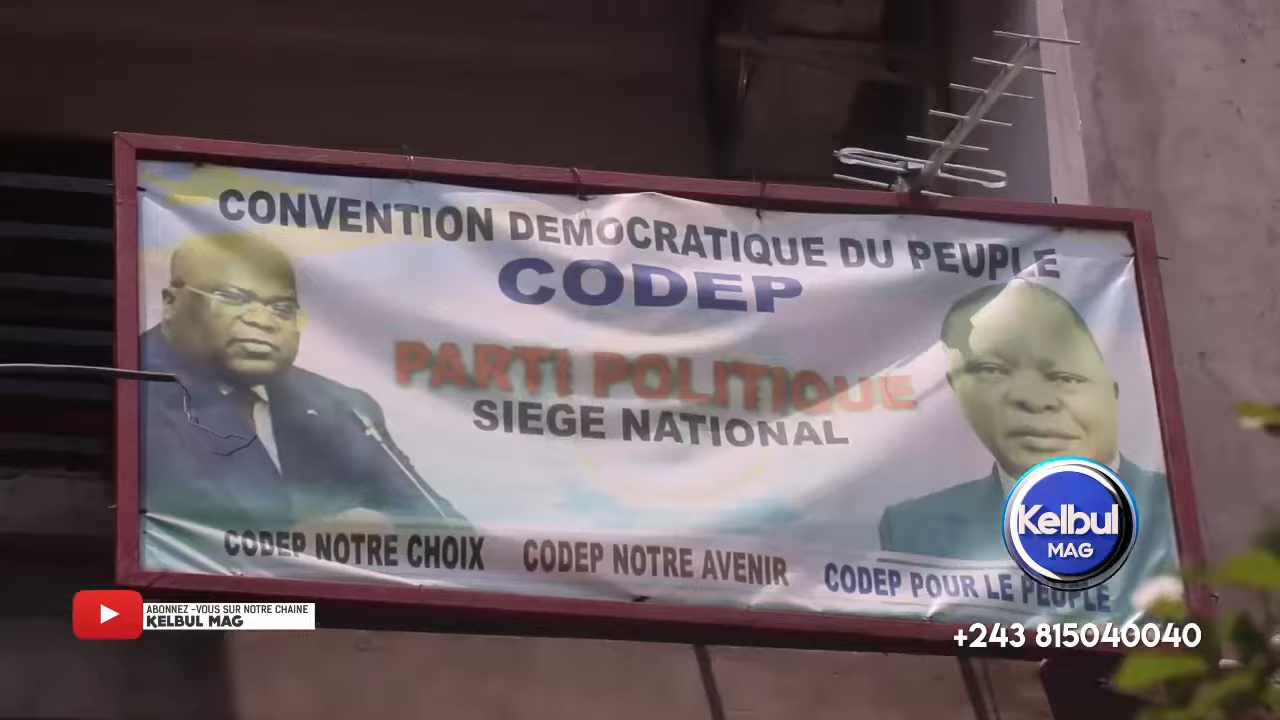 CONVENTION DEMOCRATIQUE DU PEUPLE
CODEP
PARTI POLITIQUE
SIEGE NATIONAL
CODEP NOTRE CHOIX CODEP NOTRE AVENIR CODEP POUR LE PEUPLE
Kelbul
MAG
ABONNEZ -VOUS SUR NOTRE CHAINE
KELBUL MAG
+243 815040040